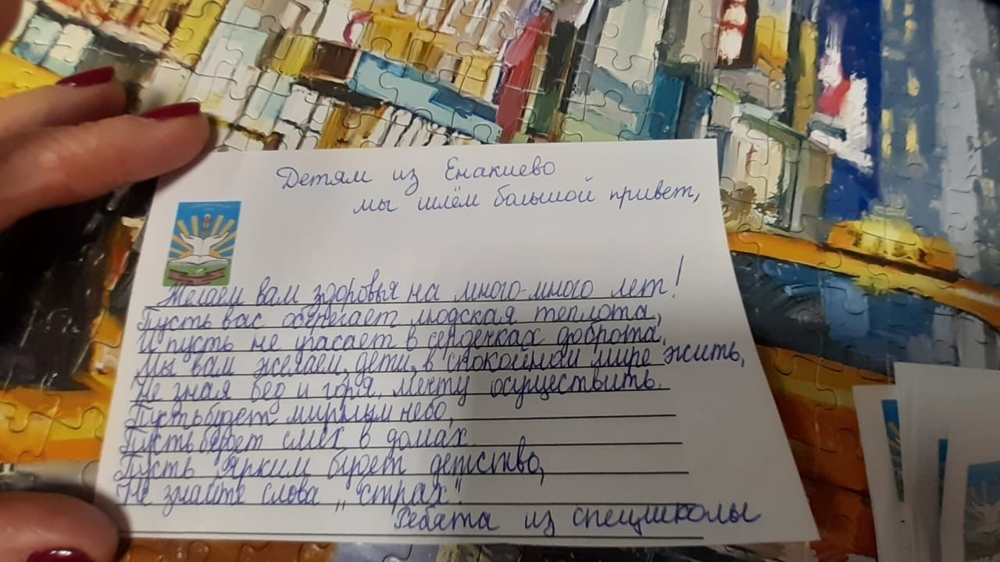 Детям из Енакиево
мы шлём большой привет,
Желаем вам здоровья на много-много лет!
Пусть вас оберегает людская теплота,
И пусть не угасает в сердечках доброта.
Мы вам желаем, дети, в спокойном мире жить,
Не зная бед и горя, мечту осуществить.
Пусть будет мирным небо,
Пусть будет смех в домах.
Пусть ярким будет детство,
Не знайте слова „страх".
Ребята из спецшколы